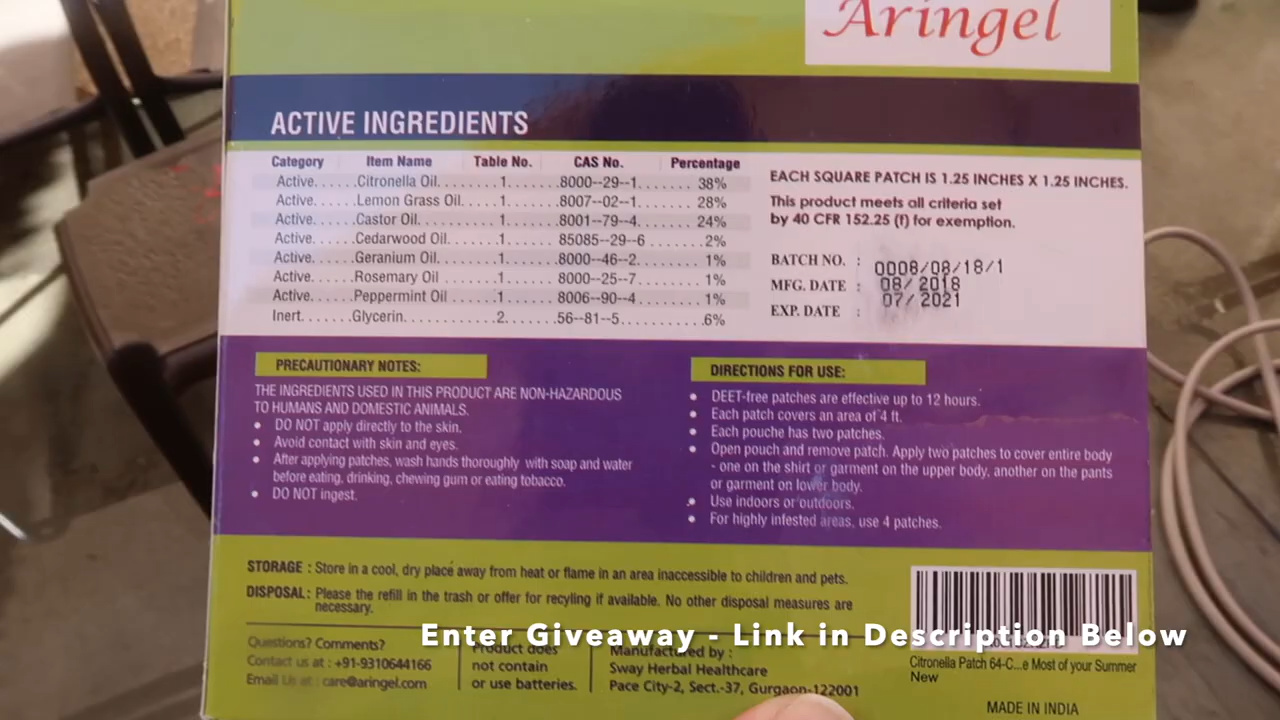 Aringel
ACTIVE INGREDIENTS
Category Item Name Table No. CAS No. Percentage
Active......Citronella Oil........1.......8000--29--1.......38%
Active......Lemon Grass Oil....1.......8007--02--1.......28%
Active......Castor Oil..........1.......8001--79--4.......24%
Active......Cedarwood Oil......1.......85085--29--6.......2%
Active......Geranium Oil.......1.......8000--46--2.......1%
Active......Rosemary Oil.......1.......8000--25--7.......1%
Active......Peppermint Oil.....1.......8006--90--4.......1%
Inert.......Glycerin...........2.......56--81--5.......6%
EACH SQUARE PATCH IS 1.25 INCHES X 1.25 INCHES.
This product meets all criteria set
by 40 CFR 152.25 (f) for exemption.
BATCH NO. : 0008/08/18/1
MFG. DATE : 08/ 2018
EXP. DATE : 07/ 2021
PRECAUTIONARY NOTES:
THE INGREDIENTS USED IN THIS PRODUCT ARE NON-HAZARDOUS
TO HUMANS AND DOMESTIC ANIMALS.
• DO NOT apply directly to the skin.
• Avoid contact with skin and eyes.
• After applying patches, wash hands thoroughly with soap and water
before eating, drinking, chewing gum or eating tobacco.
• DO NOT ingest.
DIRECTIONS FOR USE:
• DEET-free patches are effective up to 12 hours.
• Each patch covers an area of 4 ft.
• Each pouche has two patches.
• Open pouch and remove patch. Apply two patches to cover entire body
- one on the shirt or garment on the upper body, another on the pants
or garment on lower body.
• Use indoors or outdoors.
• For highly infested areas, use 4 patches.
STORAGE : Store in a cool, dry place away from heat or flame in an area inaccessible to children and pets.
DISPOSAL: Please the refill in the trash or offer for recyling if available. No other disposal measures are
necessary.
Enter Giveaway - Link in Description Below
Questions? Comments?
Contact us at : +91-9310644166
Email Us at : care@aringel.com
Product does
not contain
or use batteries.
Manufactured by :
Sway Herbal Healthcare
Pace City-2, Sect.-37, Gurgaon-122001
Citronella Patch 64-C...e Most of your Summer
New
MADE IN INDIA